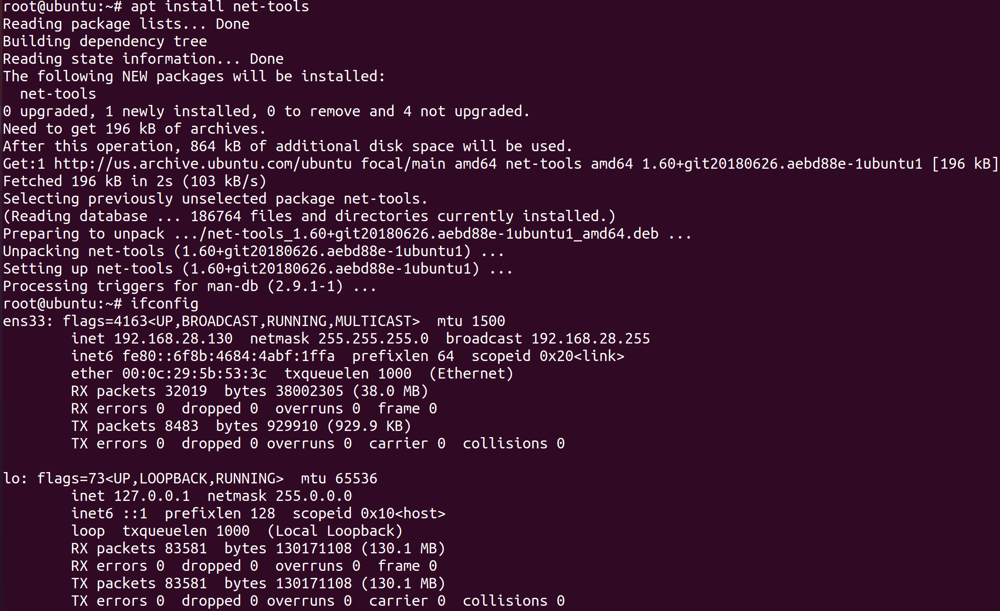 root@ubuntu:~# apt install net-tools
Reading package lists... Done
Building dependency tree
Reading state information... Done
The following NEW packages will be installed:
  net-tools
0 upgraded, 1 newly installed, 0 to remove and 4 not upgraded.
Need to get 196 kB of archives.
After this operation, 864 kB of additional disk space will be used.
Get:1 http://us.archive.ubuntu.com/ubuntu focal/main amd64 net-tools amd64 1.60+git20180626.aebd88e-1ubuntu1 [196 kB]
Fetched 196 kB in 2s (103 kB/s)
Selecting previously unselected package net-tools.
(Reading database ... 186764 files and directories currently installed.)
Preparing to unpack .../net-tools_1.60+git20180626.aebd88e-1ubuntu1_amd64.deb ...
Unpacking net-tools (1.60+git20180626.aebd88e-1ubuntu1) ...
Setting up net-tools (1.60+git20180626.aebd88e-1ubuntu1) ...
Processing triggers for man-db (2.9.1-1) ...
root@ubuntu:~# ifconfig
ens33: flags=4163<UP,BROADCAST,RUNNING,MULTICAST>  mtu 1500
        inet 192.168.28.130  netmask 255.255.255.0  broadcast 192.168.28.255
        inet6 fe80::6f8b:4684:4abf:1ffa  prefixlen 64  scopeid 0x20<link>
        ether 00:0c:29:5b:53:3c  txqueuelen 1000  (Ethernet)
        RX packets 32019  bytes 38002305 (38.0 MB)
        RX errors 0  dropped 0  overruns 0  frame 0
        TX packets 8483  bytes 929910 (929.9 KB)
        TX errors 0  dropped 0 overruns 0  carrier 0  collisions 0

lo: flags=73<UP,LOOPBACK,RUNNING>  mtu 65536
        inet 127.0.0.1  netmask 255.0.0.0
        inet6 ::1  prefixlen 128  scopeid 0x10<host>
        loop  txqueuelen 1000  (Local Loopback)
        RX packets 83581  bytes 130171108 (130.1 MB)
        RX errors 0  dropped 0  overruns 0  frame 0
        TX packets 83581  bytes 130171108 (130.1 MB)
        TX errors 0  dropped 0 overruns 0  carrier 0  collisions 0